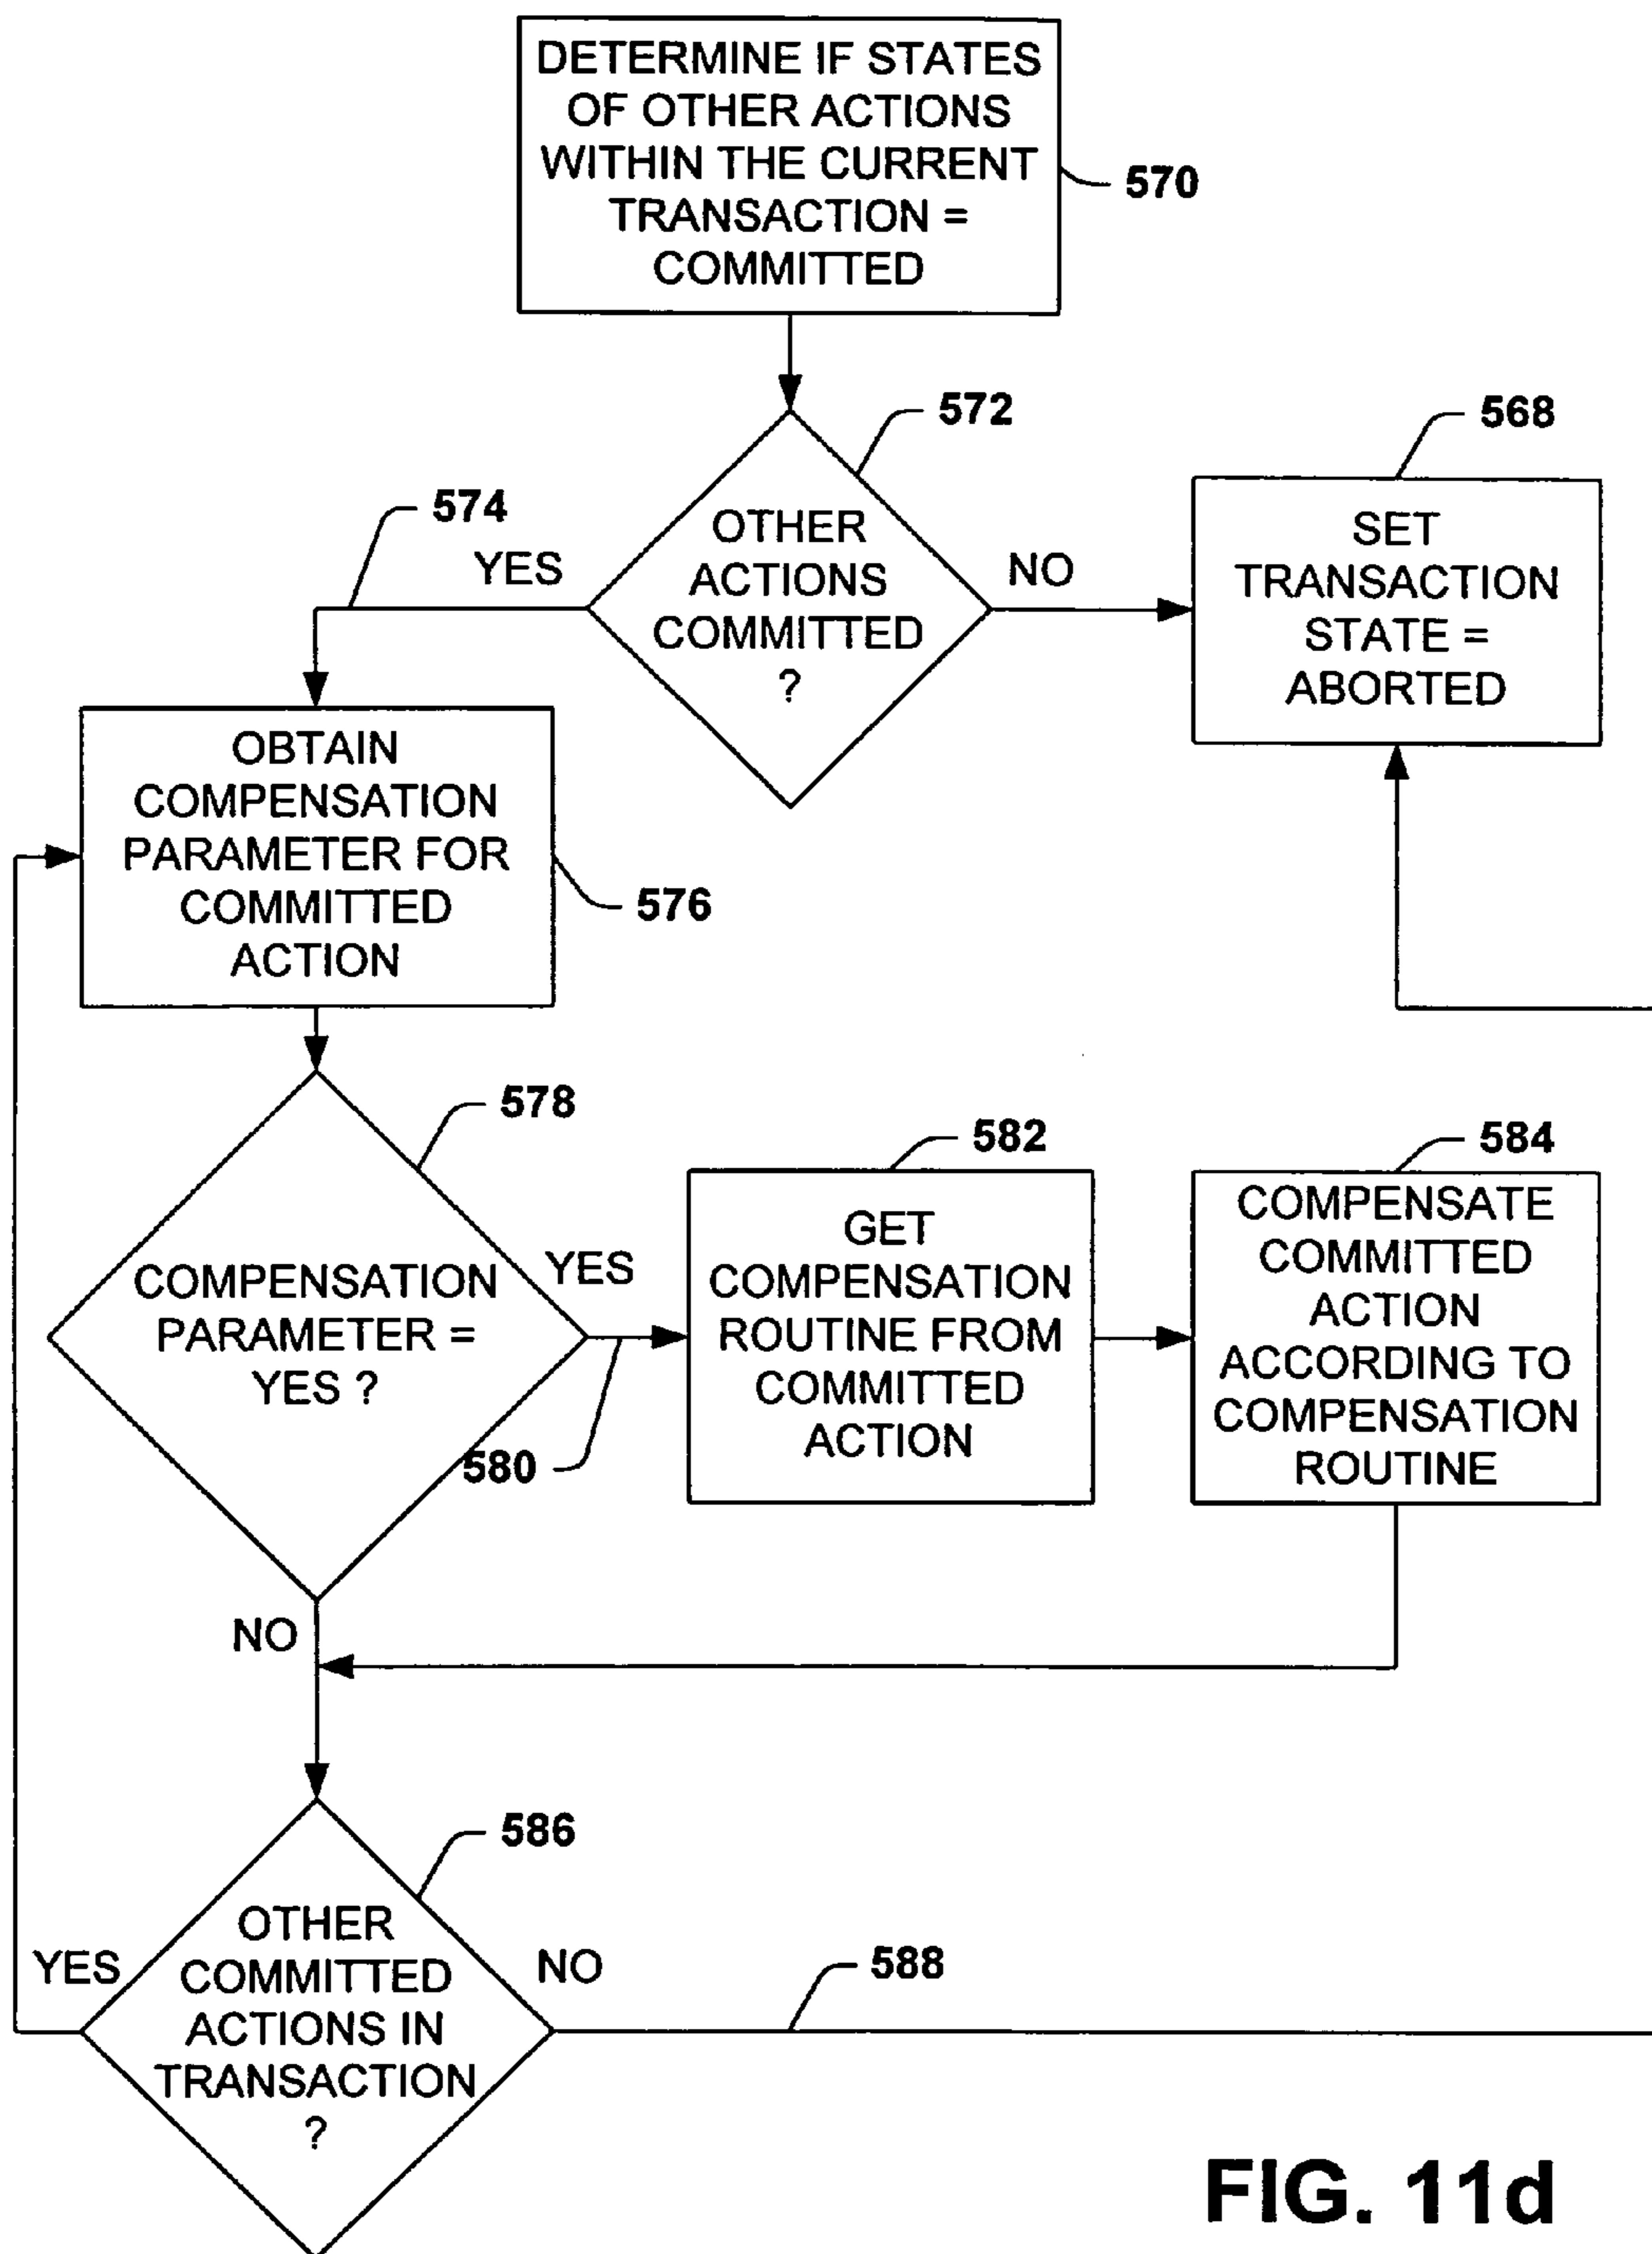 DETERMINE IF STATES
OF OTHER ACTIONS
WITHIN THE CURRENT
TRANSACTION =
COMMITTED
570
572
568
574
YES
OTHER
ACTIONS
COMMITTED
?
NO
SET
TRANSACTION
STATE =
ABORTED
OBTAIN
COMPENSATION
PARAMETER FOR
COMMITTED
ACTION
576
578
COMPENSATION
PARAMETER =
YES ?
YES
580
582
GET
COMPENSATION
ROUTINE FROM
COMMITTED
ACTION
584
COMPENSATE
COMMITTED
ACTION
ACCORDING TO
COMPENSATION
ROUTINE
NO
586
OTHER
COMMITTED
ACTIONS IN
TRANSACTION
?
YES
NO
588
FIG. 11d